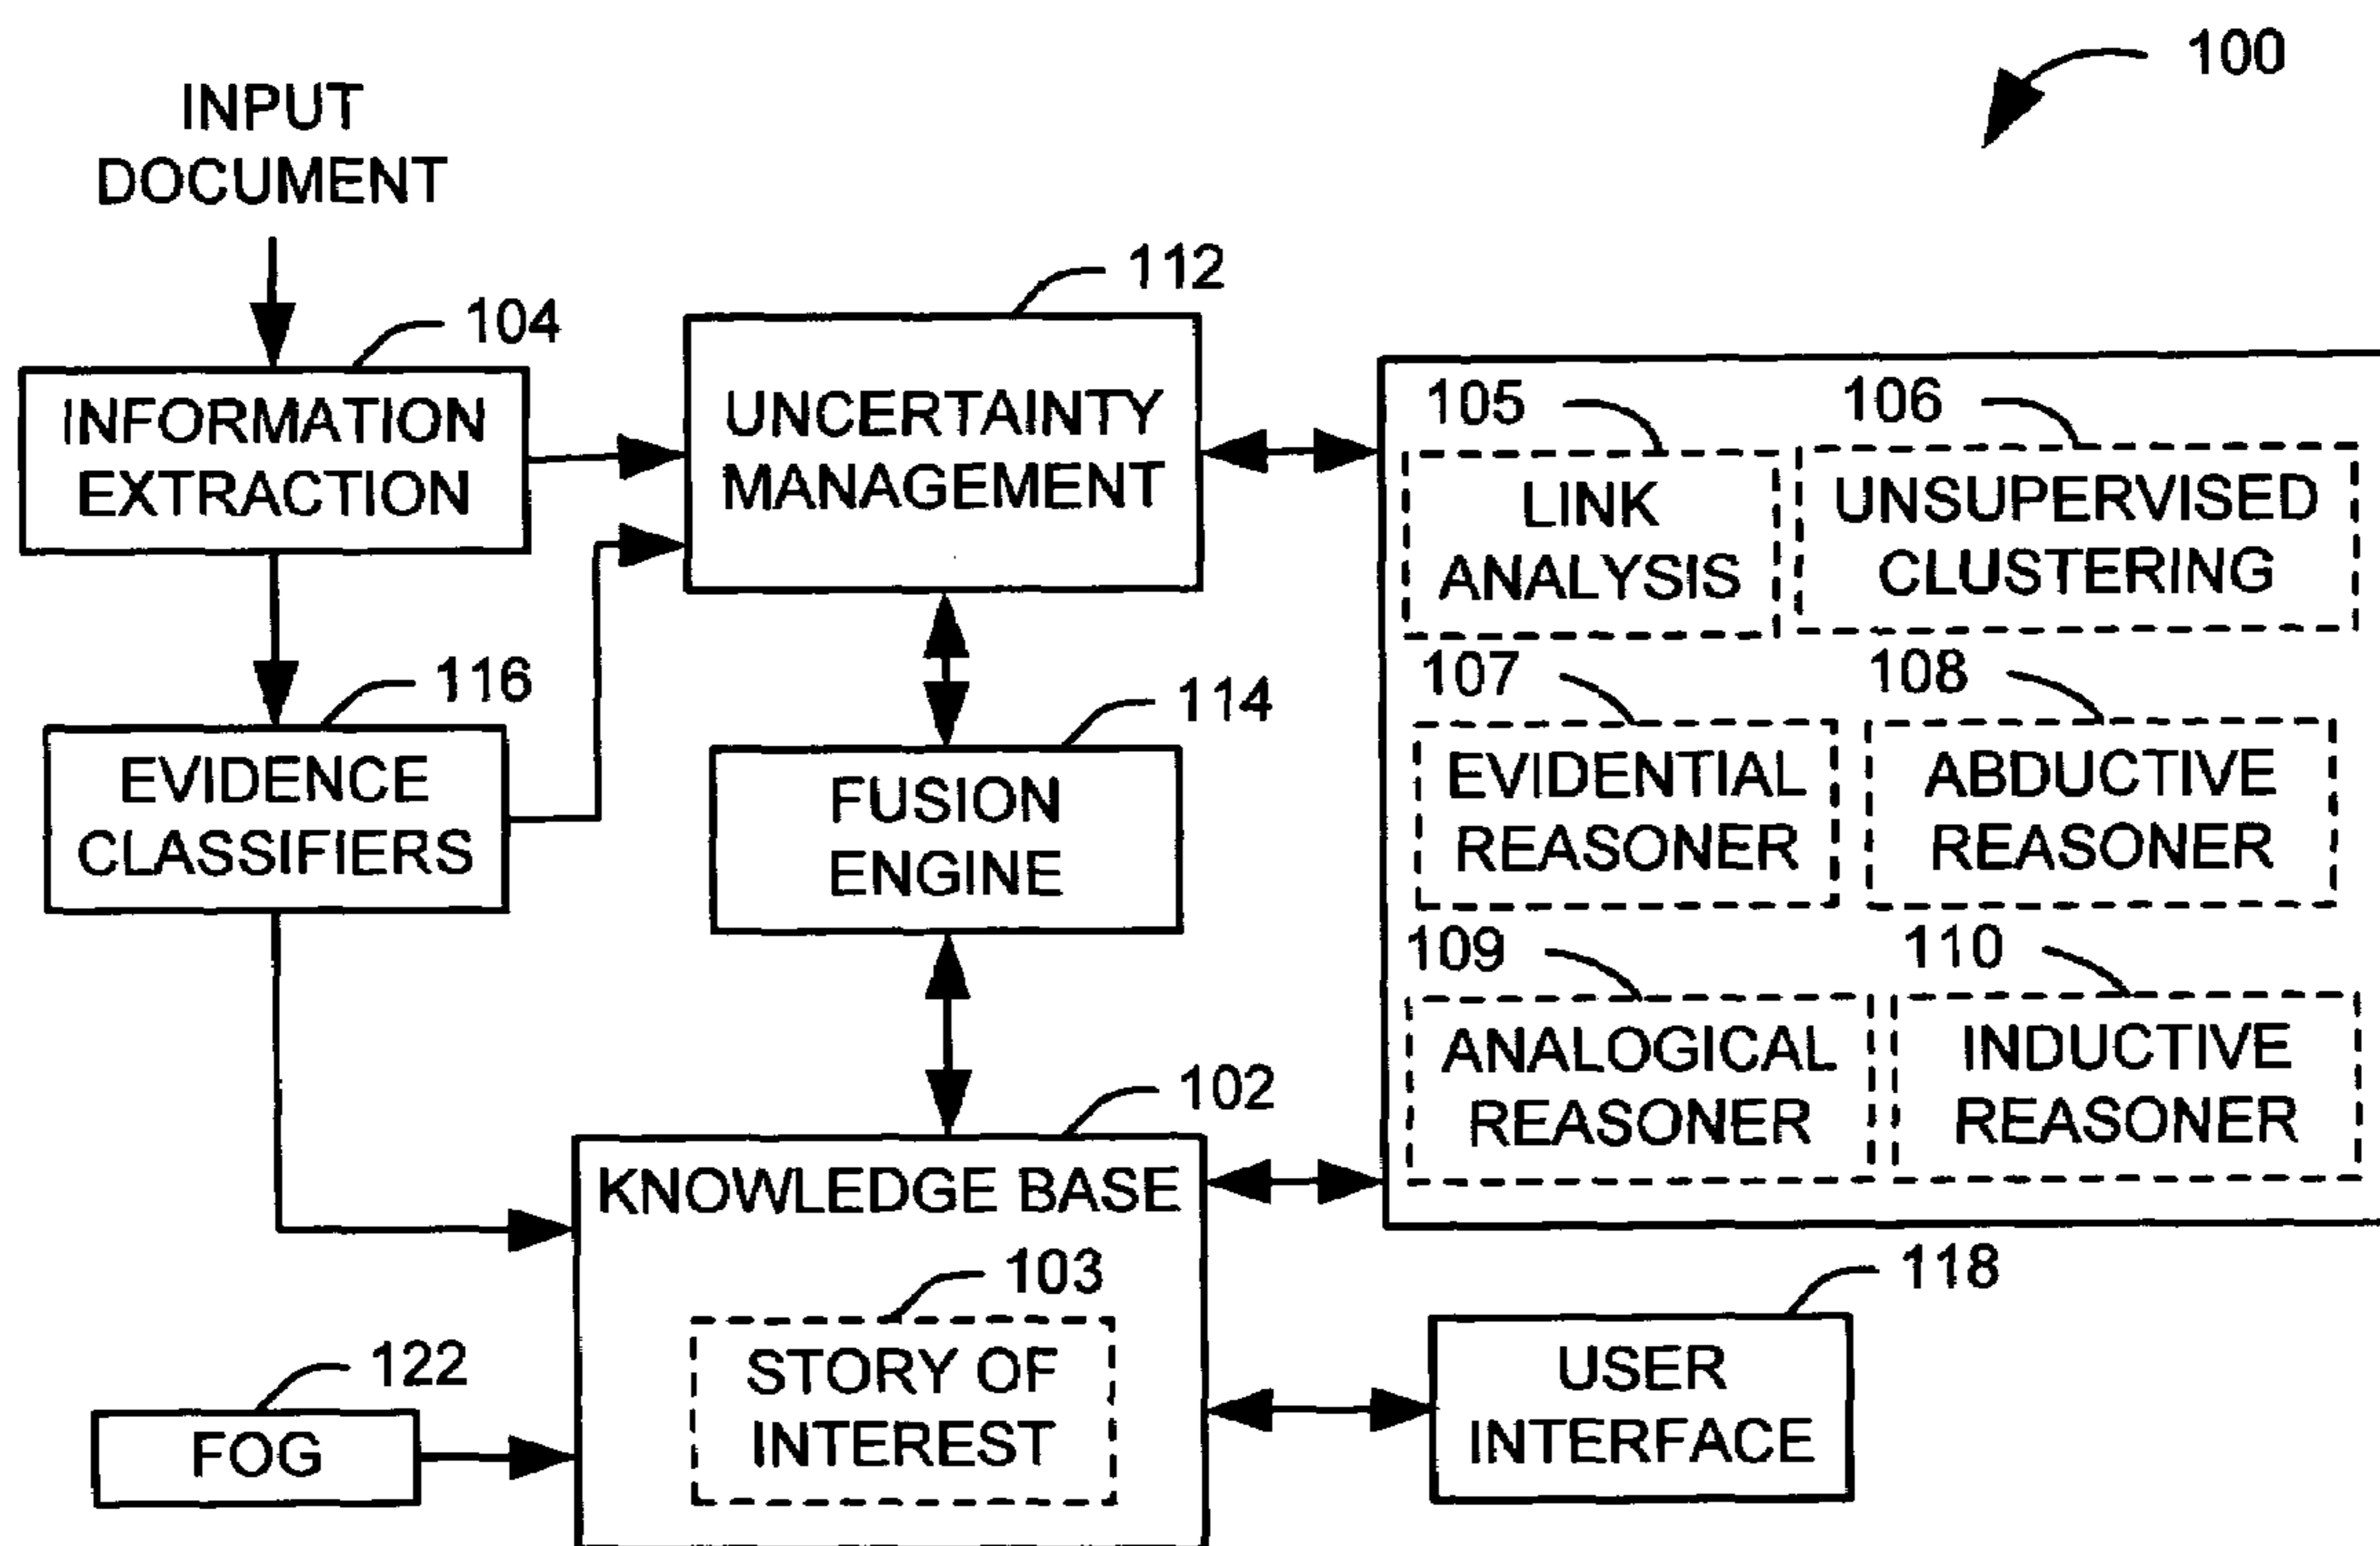 100
INPUT
DOCUMENT
104
INFORMATION
EXTRACTION
112
UNCERTAINTY
MANAGEMENT
105
LINK
ANALYSIS
106
UNSUPERVISED
CLUSTERING
116
EVIDENCE
CLASSIFIERS
114
FUSION
ENGINE
107
EVIDENTIAL
REASONER
108
ABDUCTIVE
REASONER
109
ANALOGICAL
REASONER
110
INDUCTIVE
REASONER
102
KNOWLEDGE BASE
103
STORY OF
INTEREST
122
FOG
118
USER
INTERFACE